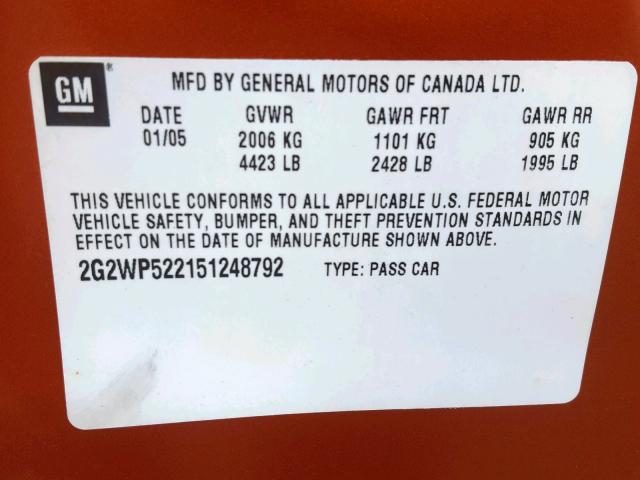 GM
MFD BY GENERAL MOTORS OF CANADA LTD.
DATE GVWR GAWR FRT GAWR RR
01/05 2006 KG 1101 KG 905 KG
4423 LB 2428 LB 1995 LB
THIS VEHICLE CONFORMS TO ALL APPLICABLE U.S. FEDERAL MOTOR
VEHICLE SAFETY, BUMPER, AND THEFT PREVENTION STANDARDS IN
EFFECT ON THE DATE OF MANUFACTURE SHOWN ABOVE.
2G2WP522151248792 TYPE: PASS CAR